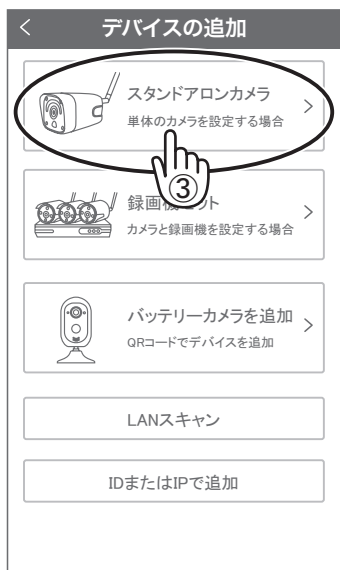 デバイスの追加
スタンドアロンカメラ
単体のカメラを設定する場合
③
録画機セット
カメラと録画機を設定する場合
バッテリーカメラを追加
QRコードでデバイスを追加
LANスキャン
IDまたはIPで追加